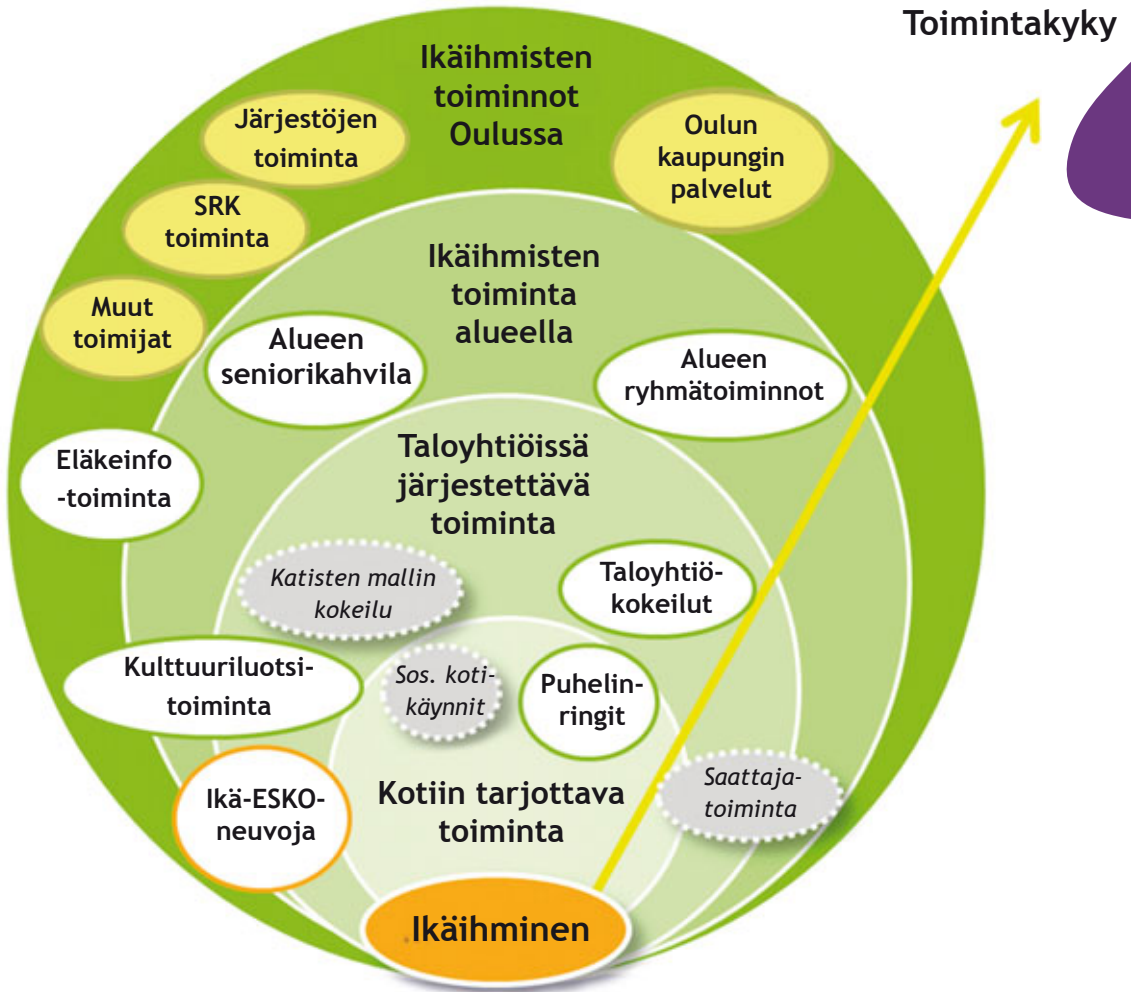 Toimintakyky
Ikäihmisten
toiminnot
Oulussa
Järjestöjen
toiminta
Oulun
kaupungin
palvelut
SRK
toiminta
Muut
toimijat
Ikäihmisten
toiminta
alueella
Alueen
seniorikahvila
Alueen
ryhmätoiminnot
Eläkeinfo
-toiminta
Taloyhtiöissä
järjestettävä
toiminta
Katisten mallin
kokeilu
Taloyhtiö-
kokeilut
Kulttuuriluotsi-
toiminta
Sos. koti-
käynnit
Puhelin-
ringit
Ikä-ESKO-
neuvoja
Kotiin tarjottava
toiminta
Saattaja-
toiminta
Ikäihminen